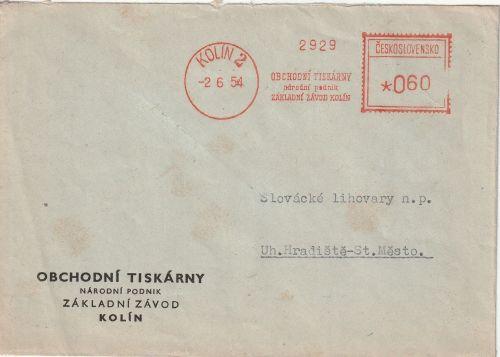 KOLÍN 2
-2 6 54
2929
OBCHODNÍ TISKÁRNY
národní podnik
ZÁKLADNÍ ZÁVOD KOLÍN
ČESKOSLOVENSKO
*060
Slovácké lihovary n.p.
Uh.Hradiště-St.Město.
OBCHODNÍ TISKÁRNY
NÁRODNÍ PODNIK
ZÁKLADNÍ ZÁVOD
KOLÍN